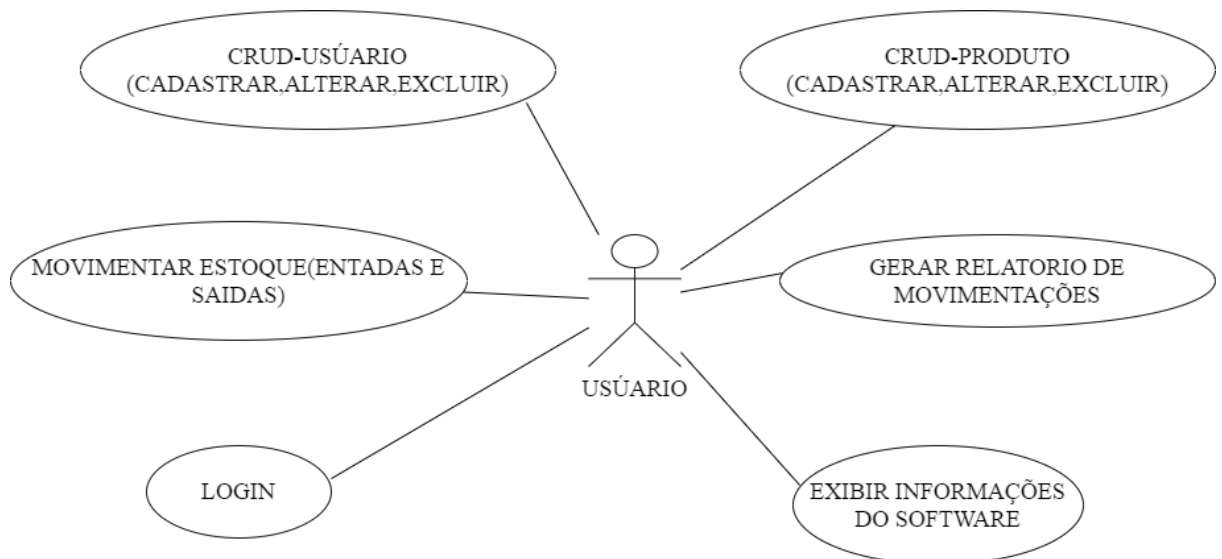 CRUD-USÚARIO
(CADASTRAR,ALTERAR,EXCLUIR)
CRUD-PRODUTO
(CADASTRAR,ALTERAR,EXCLUIR)
MOVIMENTAR ESTOQUE(ENTADAS E
SAIDAS)
GERAR RELATORIO DE
MOVIMENTAÇÕES
USÚARIO
LOGIN
EXIBIR INFORMAÇÕES
DO SOFTWARE